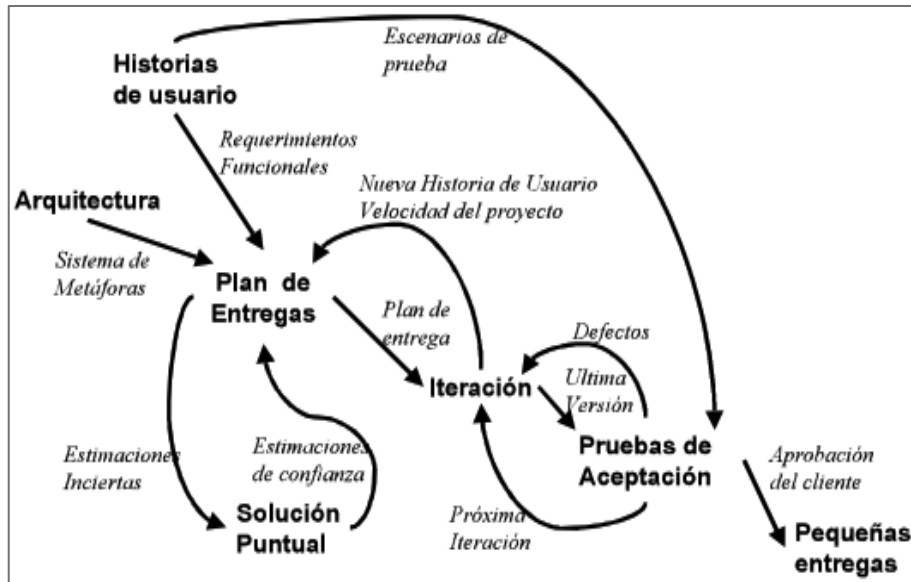 Escenarios de
prueba
Historias
de usuario
Requerimientos
Funcionales
Nueva Historia de Usuario
Velocidad del proyecto
Arquitectura
Sistema de
Metáforas
Plan de
Entregas
Plan de
entrega
Defectos
Iteración
Ultima
Versión
Pruebas de
Aceptación
Estimaciones
Inciertas
Estimaciones
de confianza
Aprobación
del cliente
Solución
Puntual
Próxima
Iteración
Pequeñas
entregas